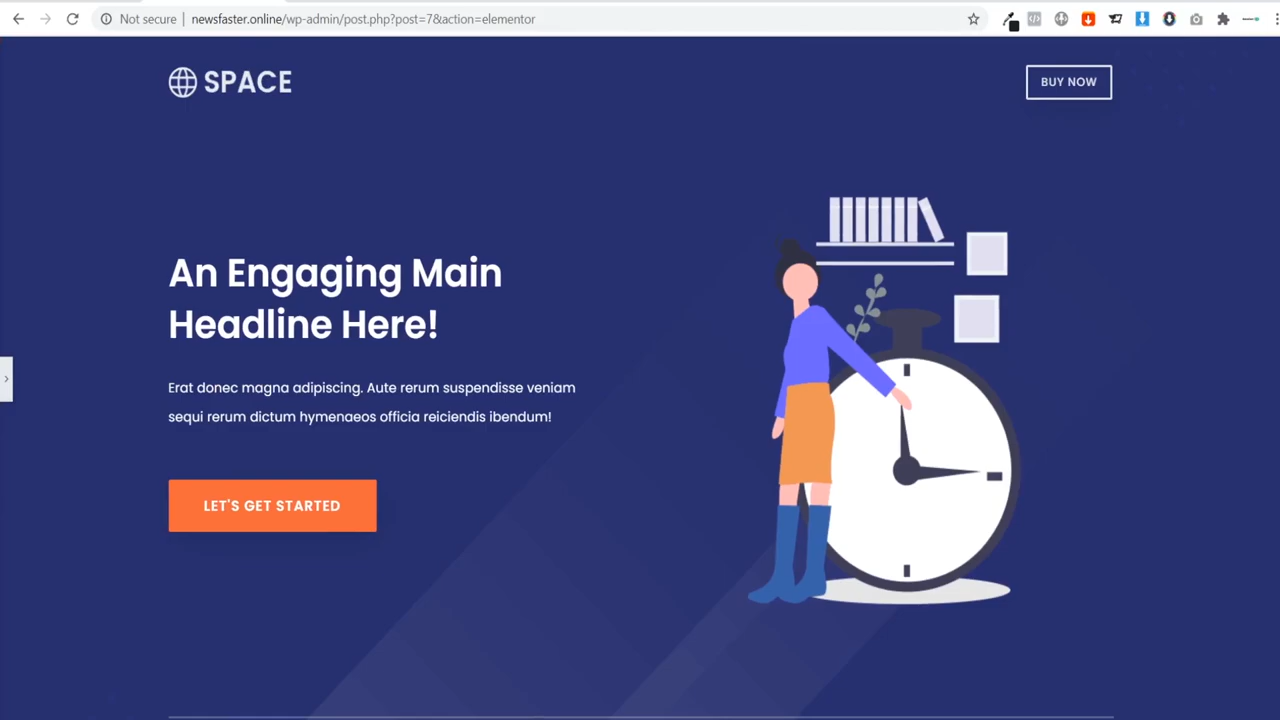 Not secure
newsfaster.online/wp-admin/post.php?post=7&action=elementor
SPACE
BUY NOW
An Engaging Main
Headline Here!
Erat donec magna adipiscing. Aute rerum suspendisse veniam
sequi rerum dictum hymenaeos officia reiciendis ibendum!
LET'S GET STARTED